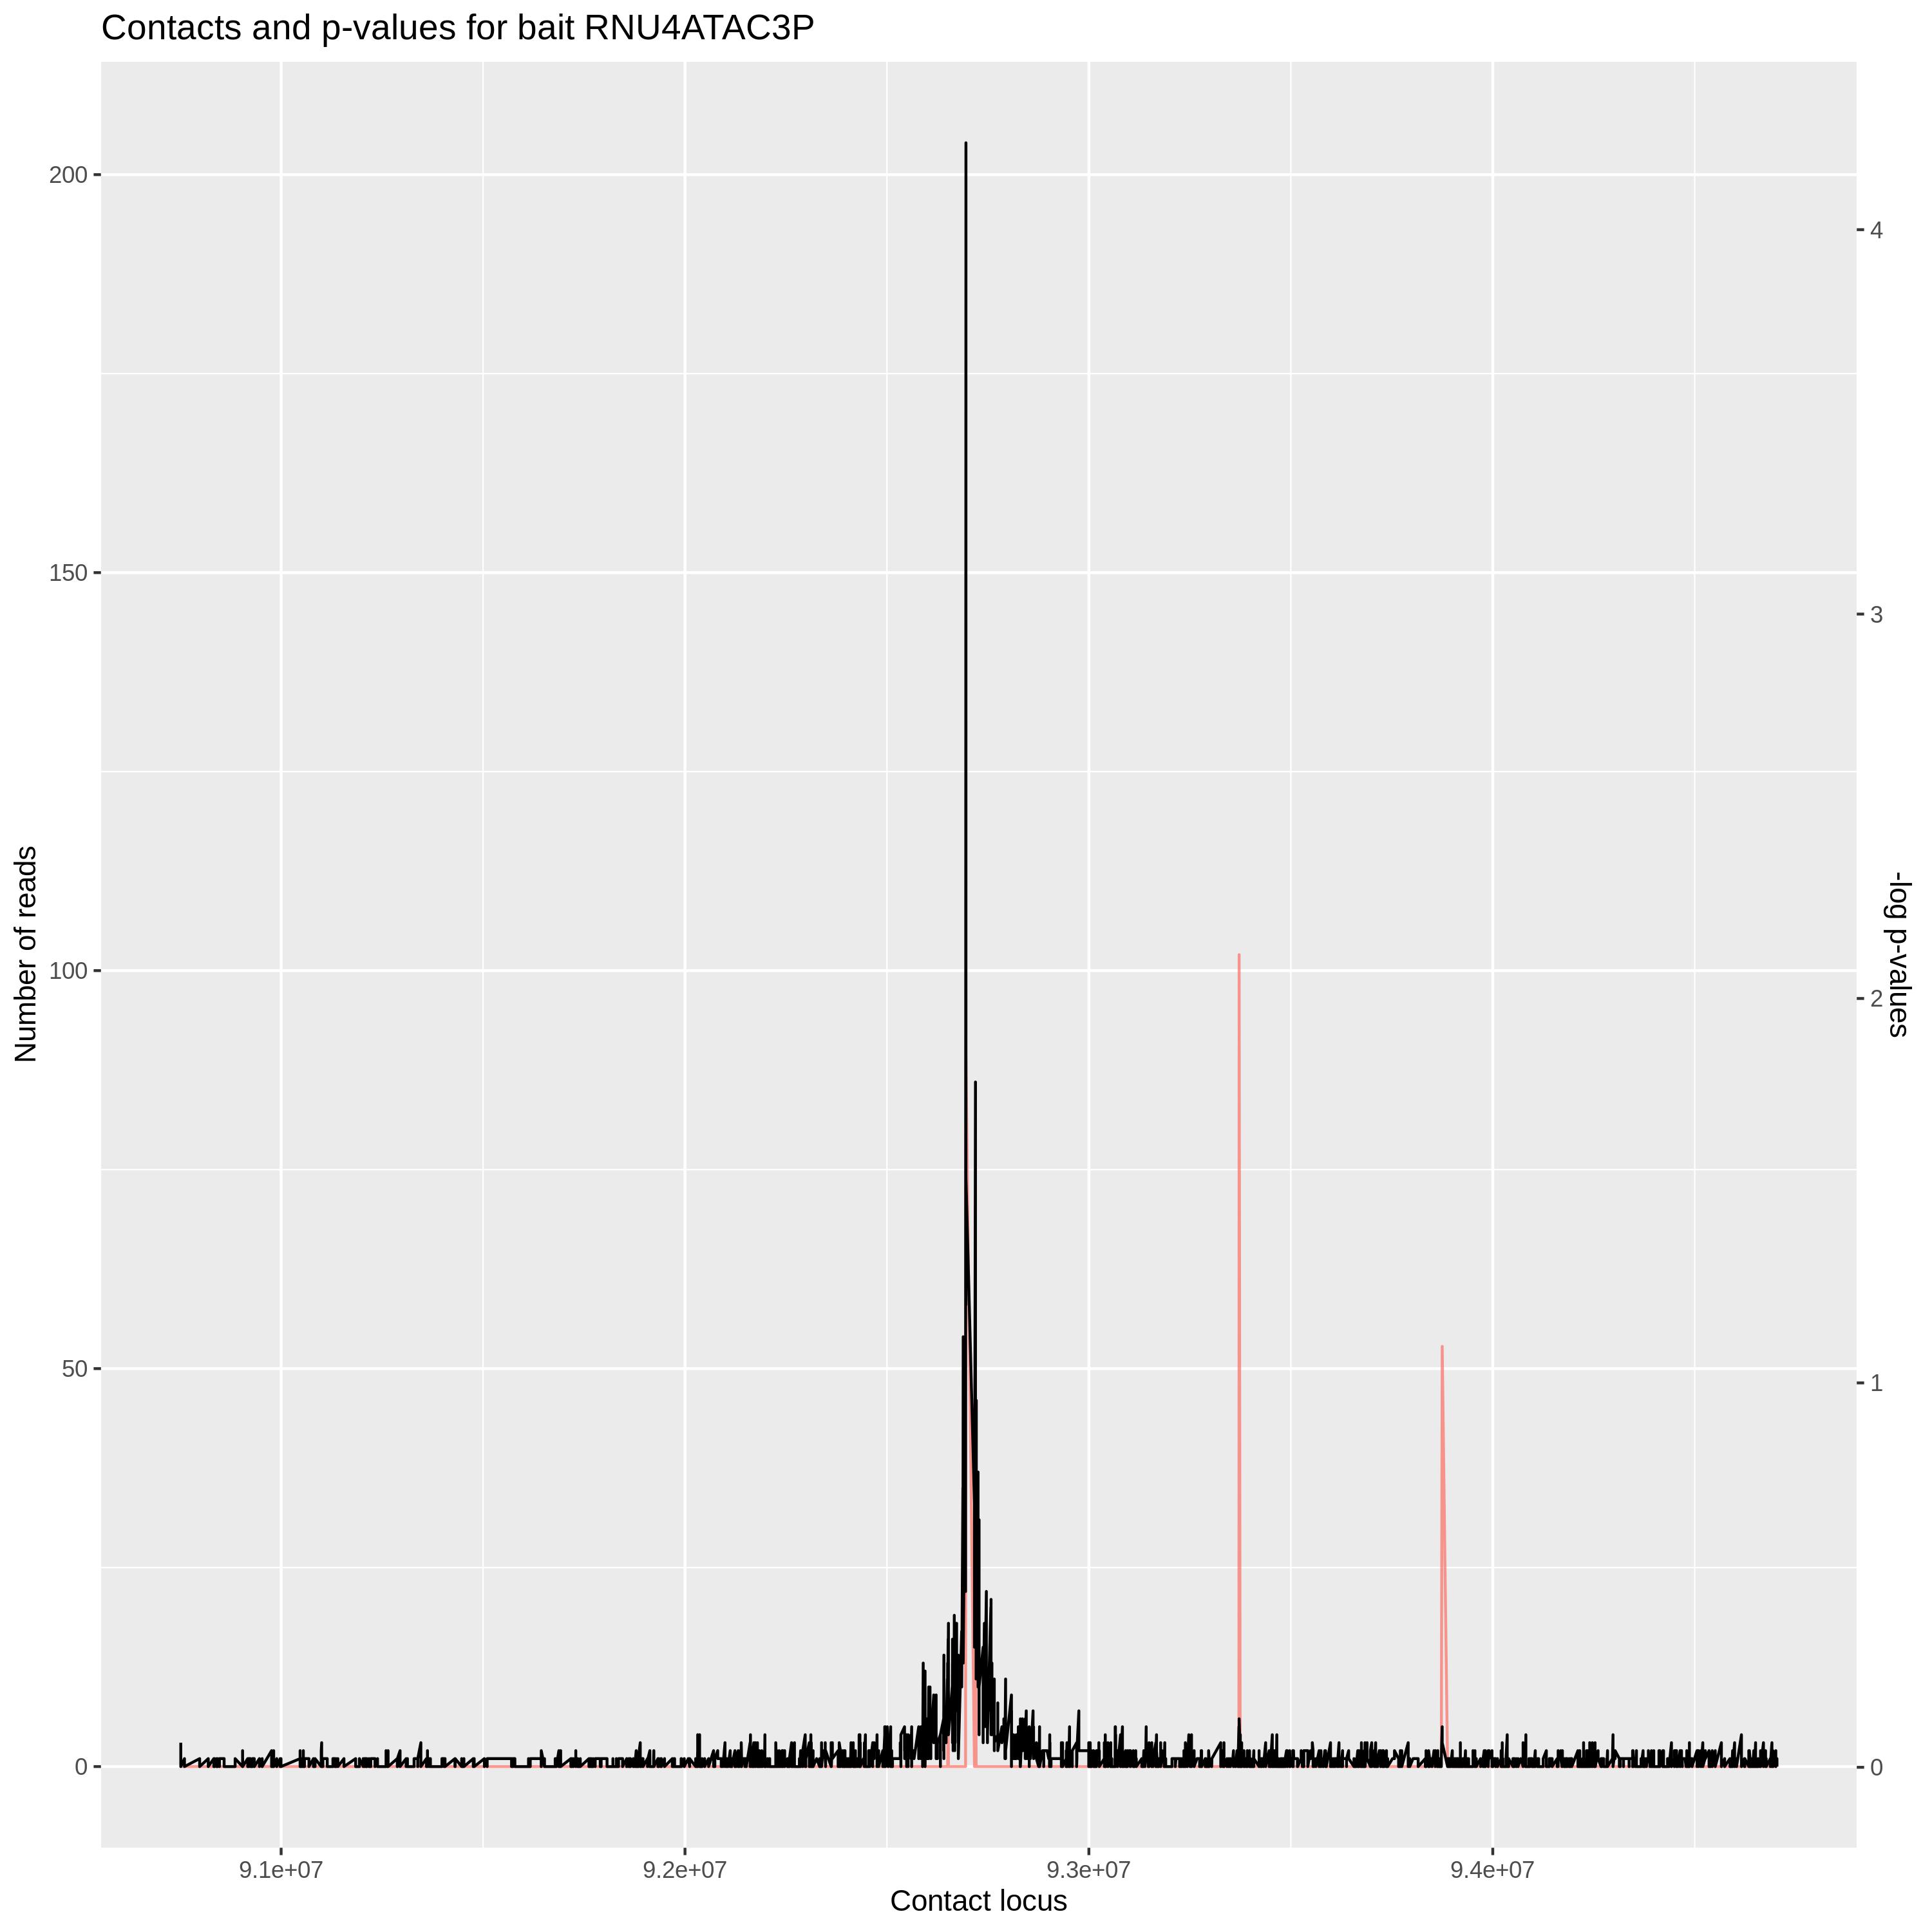 Contacts and p-values for bait RNU4ATAC3P
200
150
100
50
0
Number of reads
4
3
2
1
0
-log p-values
9.1e+07 9.2e+07 9.3e+07 9.4e+07
Contact locus